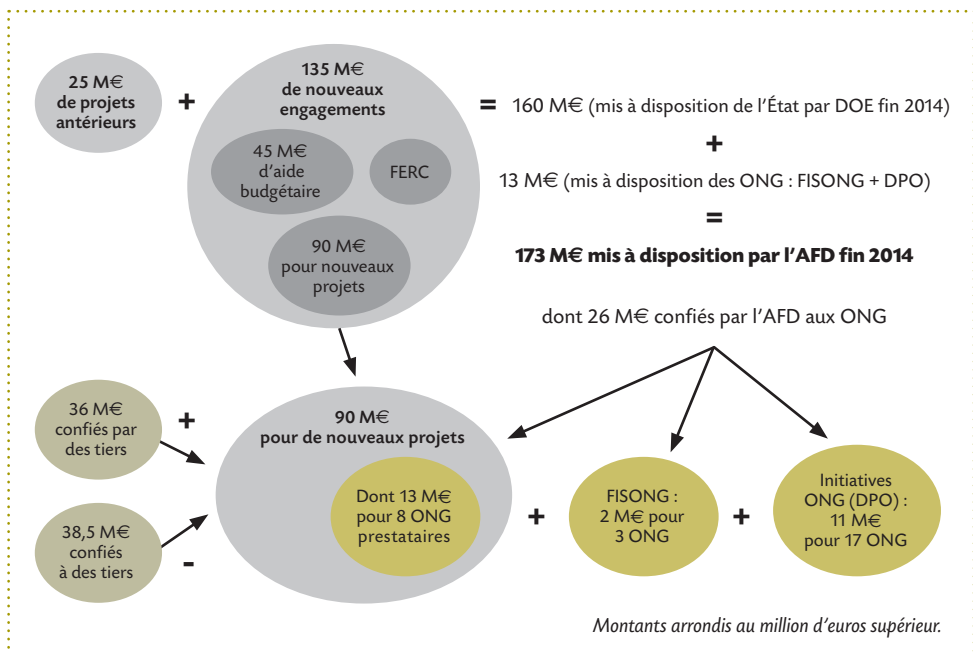 25 M€
de projets
antérieurs
+
135 M€
de nouveaux
engagements
45 M€
d'aide
budgétaire
FERC
90 M€
pour nouveaux
projets
= 160 M€ (mis à disposition de l'État par DOE fin 2014)
+
13 M€ (mis à disposition des ONG : FISONG + DPO)
=
173 M€ mis à disposition par l'AFD fin 2014
dont 26 M€ confiés par l'AFD aux ONG
36 M€
confiés par
des tiers
+
38,5 M€
confiés
à des tiers
-
90 M€
pour de nouveaux projets
Dont 13 M€
pour 8 ONG
prestataires
+
FISONG :
2 M€ pour
3 ONG
+
Initiatives
ONG (DPO) :
11 M€
pour 17 ONG
Montants arrondis au million d'euros supérieur.